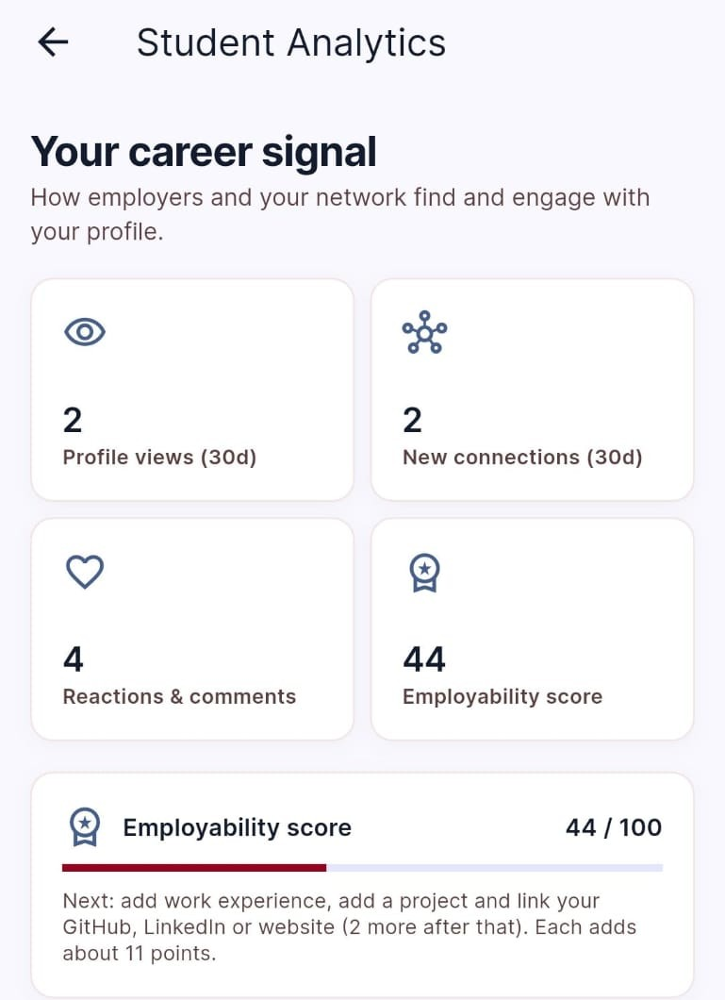 Student Analytics
Your career signal
How employers and your network find and engage with
your profile.
2
Profile views (30d)
2
New connections (30d)
4
Reactions & comments
44
Employability score
Employability score
44 / 100
Next: add work experience, add a project and link your
GitHub, LinkedIn or website (2 more after that). Each adds
about 11 points.